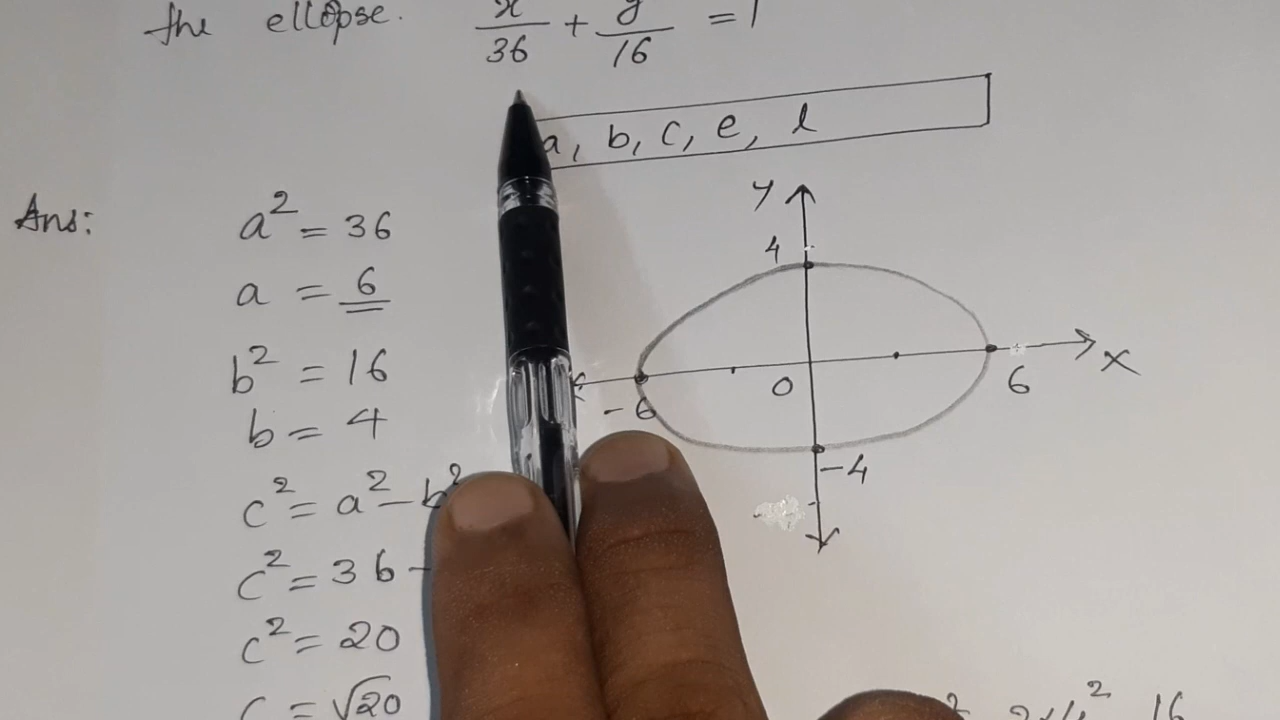 the ellipse. x/36 + y/16 = 1
a, b, c, e, l
Ans: a² = 36
a = 6
b² = 16
b = 4
c² = a² - b²
c² = 36 -
c² = 20
c = √20
Y
4
-6 0 6 X
-4
16